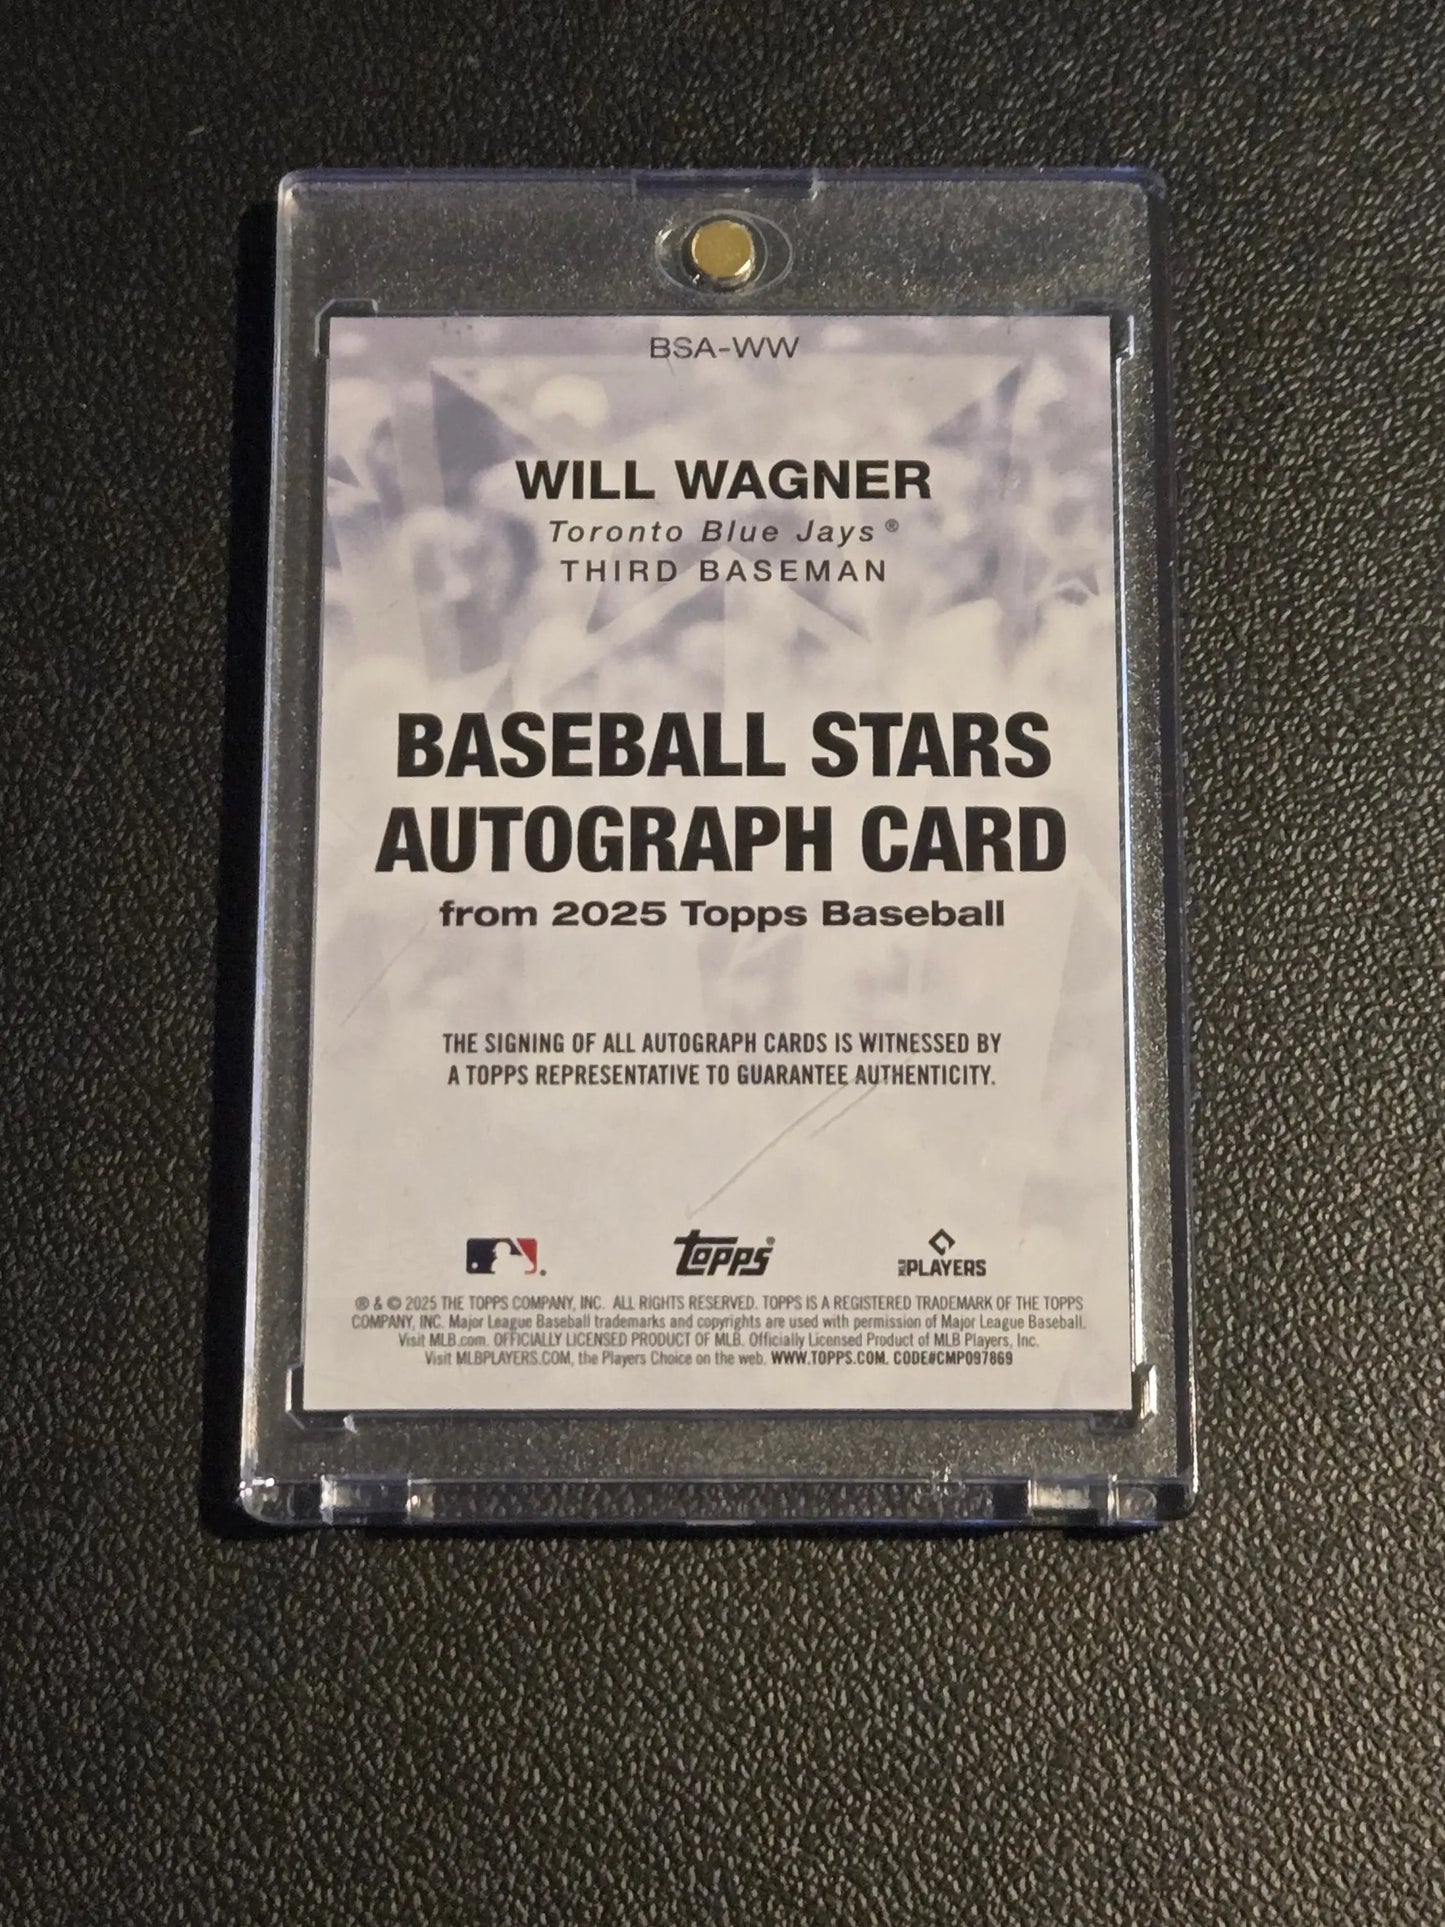 BSA-WW
WILL WAGNER
Toronto Blue Jays®
THIRD BASEMAN
BASEBALL STARS
AUTOGRAPH CARD
from 2025 Topps Baseball
THE SIGNING OF ALL AUTOGRAPH CARDS IS WITNESSED BY
A TOPPS REPRESENTATIVE TO GUARANTEE AUTHENTICITY.
topps® MLB PLAYERS
® & © 2025 THE TOPPS COMPANY, INC. ALL RIGHTS RESERVED. TOPPS IS A REGISTERED TRADEMARK OF THE TOPPS
COMPANY, INC. Major League Baseball trademarks and copyrights are used with permission of Major League Baseball.
Visit MLB.com. OFFICIALLY LICENSED PRODUCT OF MLB. Officially Licensed Product of MLB Players, Inc.
Visit MLBPLAYERS.COM, the Players Choice on the web. WWW.TOPPS.COM. CODE#CMP097869